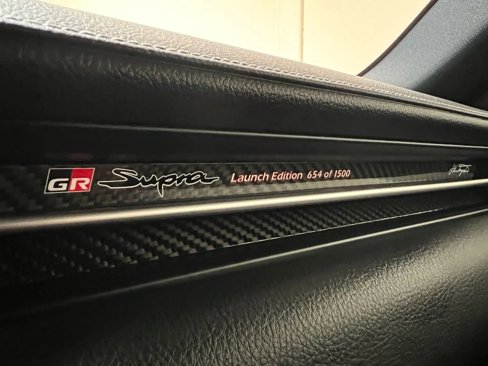 GR Supra Launch Edition 654 of 1500